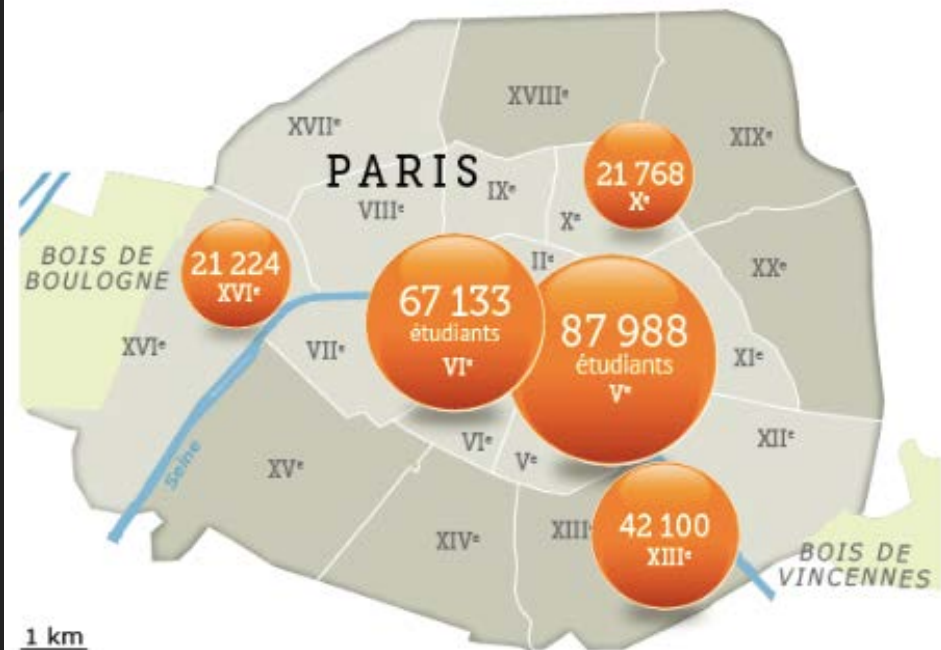 XVIIIᵉ
XVIIᵉ
XIXᵉ
PARIS
21 768
Xᵉ
IXᵉ
VIIIᵉ
Xᵉ
BOIS DE
BOULOGNE
21 224
XVIᵉ
IIᵉ
XXᵉ
67 133
étudiants
VIᵉ
87 988
étudiants
Vᵉ
XVIᵉ
VIIᵉ
XIᵉ
VIᵉ
Vᵉ
XIIᵉ
Seine
XVᵉ
XIVᵉ
XIII
42 100
XIIIᵉ
BOIS DE
VINCENNES
1 km